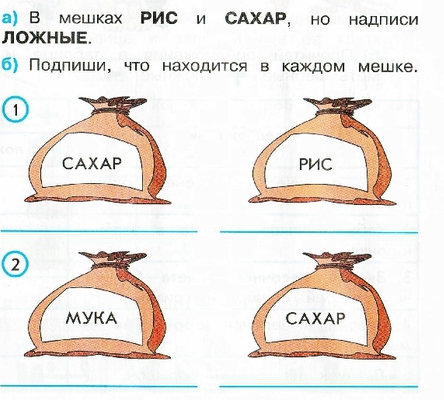 а) В мешках РИС и САХАР, но надписи
ЛОЖНЫЕ.
б) Подпиши, что находится в каждом мешке.
1
САХАР РИС
2
МУКА САХАР